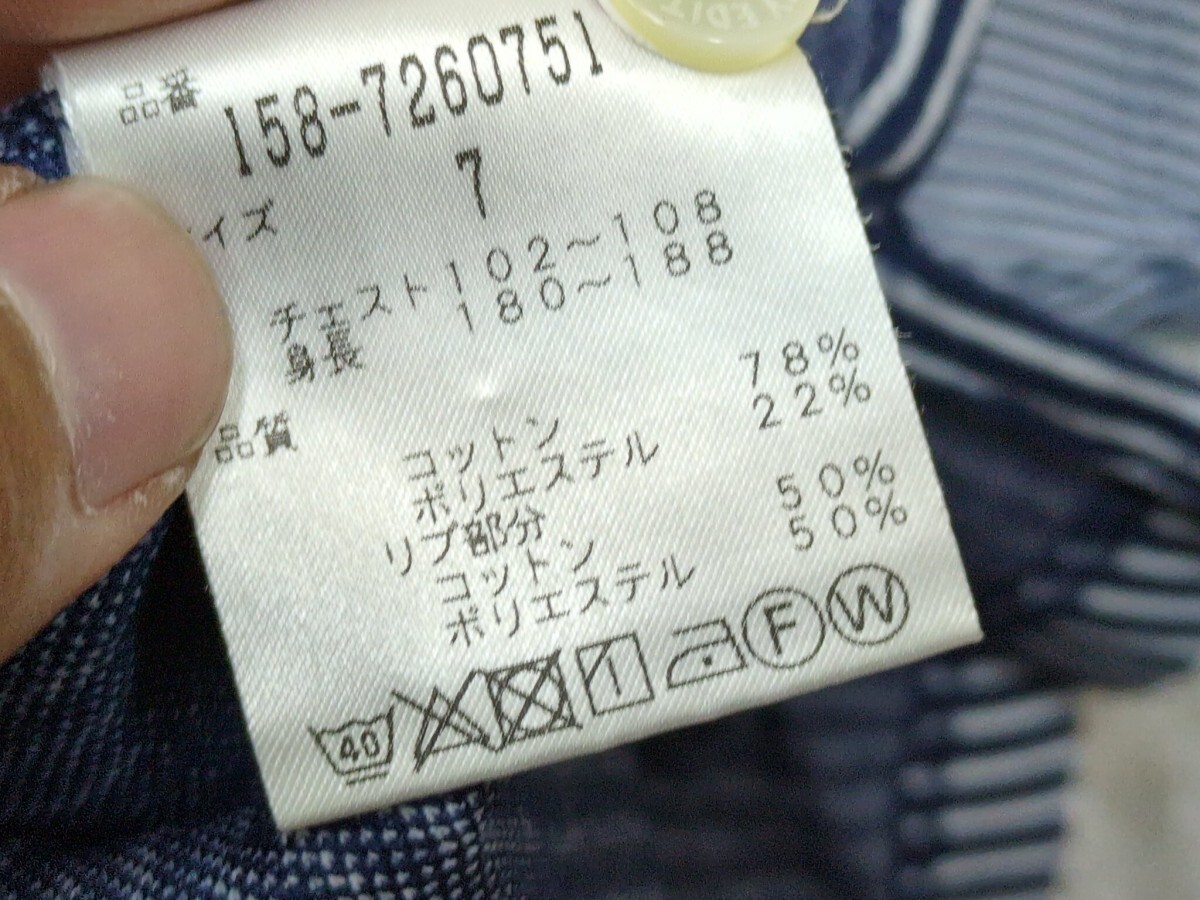 Y EDIT
品番 158-7260751
イズ 7
チェスト 102~108
身長 180~188
品質
コットン 78%
ポリエステル 22%
リブ部分
コットン 50%
ポリエステル 50%
40 1 F W